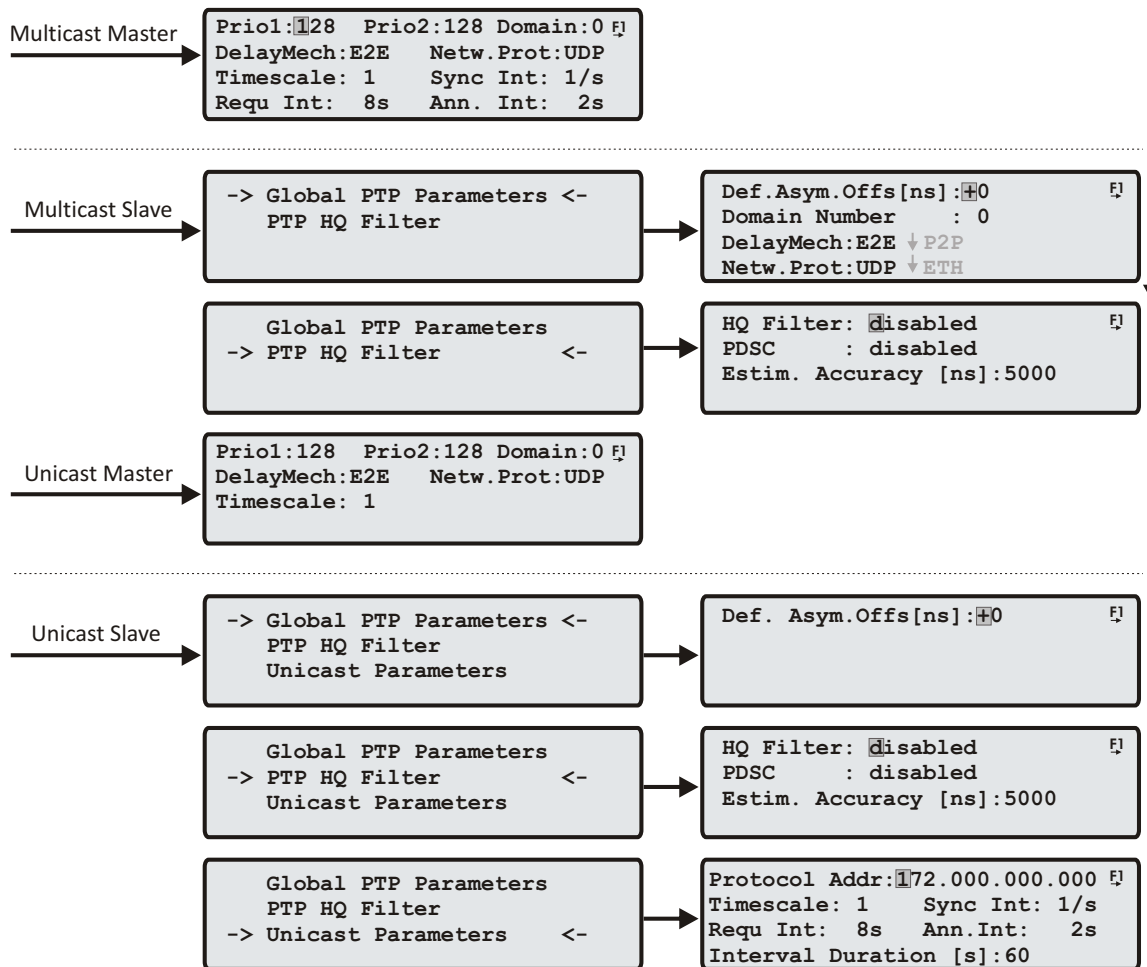 Multicast Master
Prio1:128 Prio2:128 Domain:0 F1
DelayMech:E2E Netw.Prot:UDP
Timescale: 1 Sync Int: 1/s
Requ Int: 8s Ann. Int: 2s
Multicast Slave
-> Global PTP Parameters <-
PTP HQ Filter
Def.Asym.Offs[ns]:+0 F1
Domain Number : 0
DelayMech:E2E ↓ P2P
Netw.Prot:UDP ↓ ETH
Global PTP Parameters
-> PTP HQ Filter <-
HQ Filter: disabled F1
PDSC : disabled
Estim. Accuracy [ns]:5000
Unicast Master
Prio1:128 Prio2:128 Domain:0 F1
DelayMech:E2E Netw.Prot:UDP
Timescale: 1
Unicast Slave
-> Global PTP Parameters <-
PTP HQ Filter
Unicast Parameters
Def. Asym.Offs[ns]:+0 F1
Global PTP Parameters
-> PTP HQ Filter <-
Unicast Parameters
HQ Filter: disabled F1
PDSC : disabled
Estim. Accuracy [ns]:5000
Global PTP Parameters
PTP HQ Filter
-> Unicast Parameters <-
Protocol Addr:172.000.000.000 F1
Timescale: 1 Sync Int: 1/s
Requ Int: 8s Ann.Int: 2s
Interval Duration [s]:60